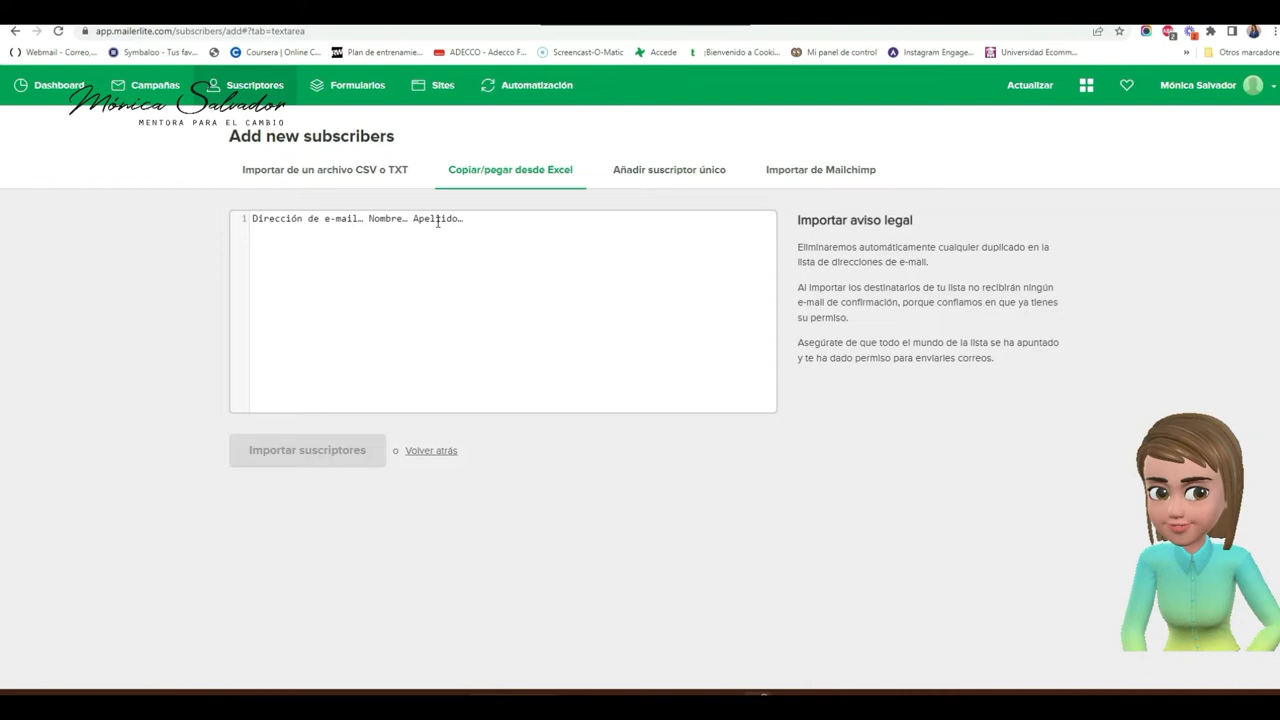 app.mailerlite.com/subscribers/add#?tab=textarea
Webmail - Correo,...
Symbaloo - Tus fav...
Coursera | Online C...
Plan de entrenamie...
ADECCO - Adecco F...
Screencast-O-Matic
Accede
¡Bienvenido a Cooki...
Mi panel de control
Instagram Engage...
Universidad Ecomm...
»
Otros marcadores
Dashboard
Campañas
Suscriptores
Formularios
Sites
Automatización
Actualizar
Mónica Salvador
Mónica Salvador
MENTORA PARA EL CAMBIO
Add new subscribers
Importar de un archivo CSV o TXT
Copiar/pegar desde Excel
Añadir suscriptor único
Importar de Mailchimp
1 Dirección de e-mail… Nombre… Apellido…
Importar aviso legal
Eliminaremos automáticamente cualquier duplicado en la
lista de direcciones de e-mail.
Al importar los destinatarios de tu lista no recibirán ningún
e-mail de confirmación, porque confiamos en que ya tienes
su permiso.
Asegúrate de que todo el mundo de la lista se ha apuntado
y te ha dado permiso para enviarles correos.
Importar suscriptores
o Volver atrás